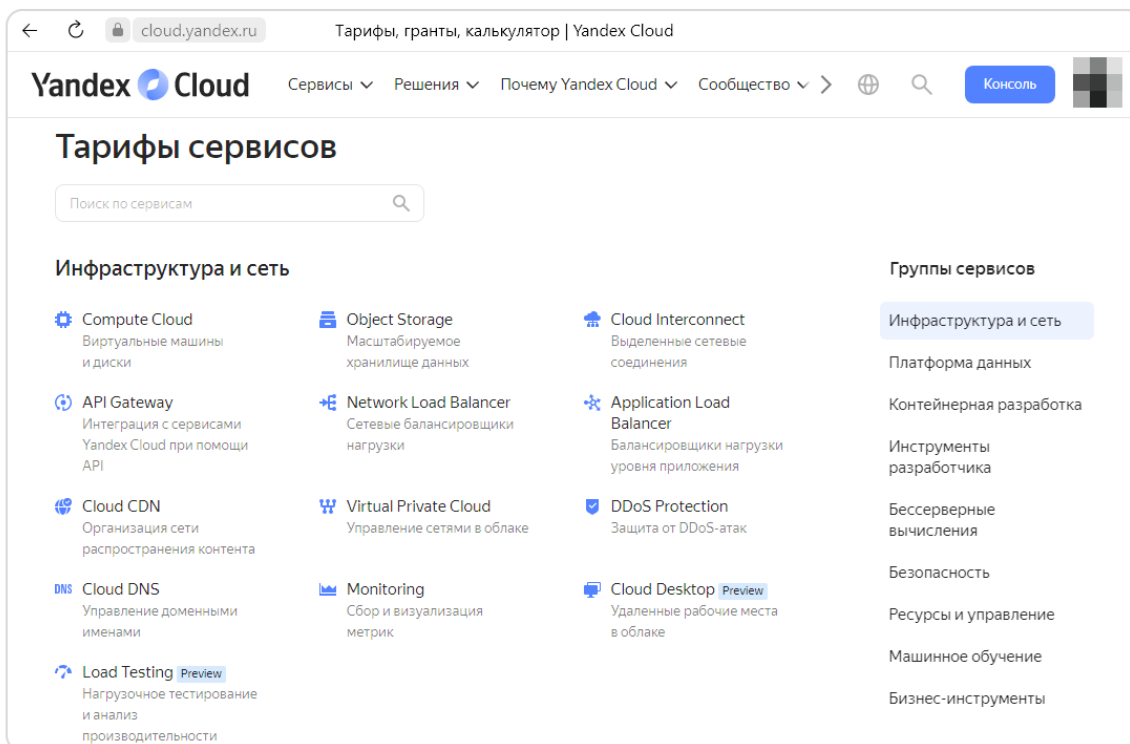 cloud.yandex.ru
Тарифы, гранты, калькулятор | Yandex Cloud
Yandex Cloud
Сервисы
Решения
Почему Yandex Cloud
Сообщество
Консоль
Тарифы сервисов
Поиск по сервисам
Инфраструктура и сеть
Compute Cloud
Виртуальные машины
и диски
Object Storage
Масштабируемое
хранилище данных
Cloud Interconnect
Выделенные сетевые
соединения
API Gateway
Интеграция с сервисами
Yandex Cloud при помощи
API
Network Load Balancer
Сетевые балансировщики
нагрузки
Application Load
Balancer
Балансировщики нагрузки
уровня приложения
Cloud CDN
Организация сети
распространения контента
Virtual Private Cloud
Управление сетями в облаке
DDoS Protection
Защита от DDoS-атак
DNS Cloud DNS
Управление доменными
именами
Monitoring
Сбор и визуализация
метрик
Cloud Desktop Preview
Удаленные рабочие места
в облаке
Load Testing Preview
Нагрузочное тестирование
и анализ
производительности
Группы сервисов
Инфраструктура и сеть
Платформа данных
Контейнерная разработка
Инструменты
разработчика
Бессерверные
вычисления
Безопасность
Ресурсы и управление
Машинное обучение
Бизнес-инструменты